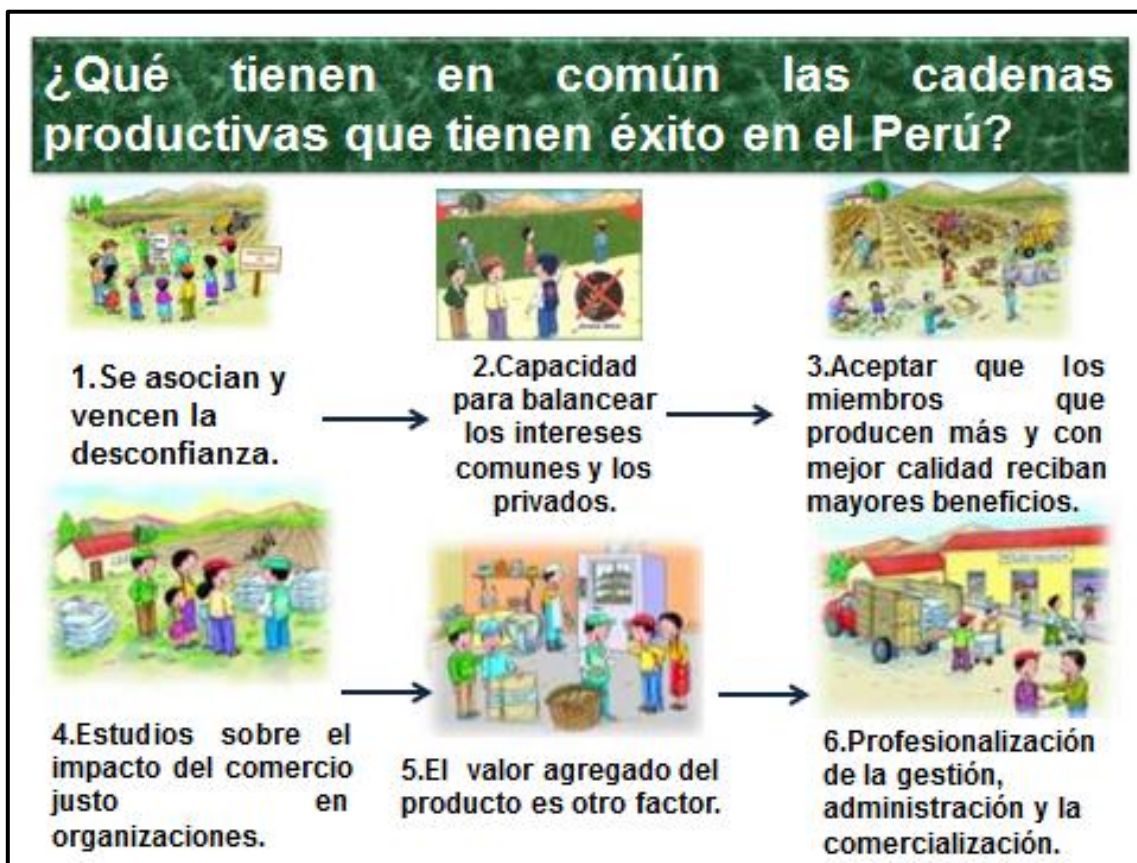 ¿Qué tienen en común las cadenas
productivas que tienen éxito en el Perú?
1.Se asocian y
vencen la
desconfianza.
2.Capacidad
para balancear
los intereses
comunes y los
privados.
3.Aceptar que los
miembros que
producen más y con
mejor calidad reciban
mayores beneficios.
4.Estudios sobre el
impacto del comercio
justo en
organizaciones.
5.El valor agregado del
producto es otro factor.
6.Profesionalización
de la gestión,
administración y la
comercialización.